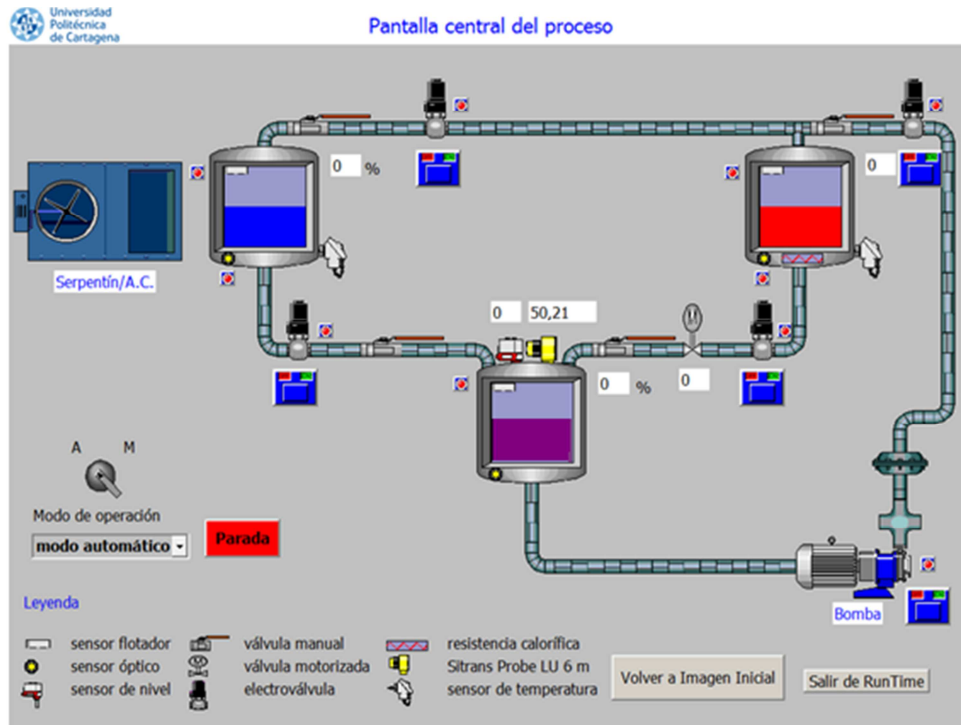 Universidad
Politécnica
de Cartagena
Pantalla central del proceso
0 %
0
Serpentín/A.C.
0 50,21
0 %
0
A M
Modo de operación
modo automático
Parada
Bomba
Leyenda
sensor flotador
válvula manual
resistencia calorífica
sensor óptico
válvula motorizada
Sitrans Probe LU 6 m
sensor de nivel
electroválvula
sensor de temperatura
Volver a Imagen Inicial
Salir de RunTime